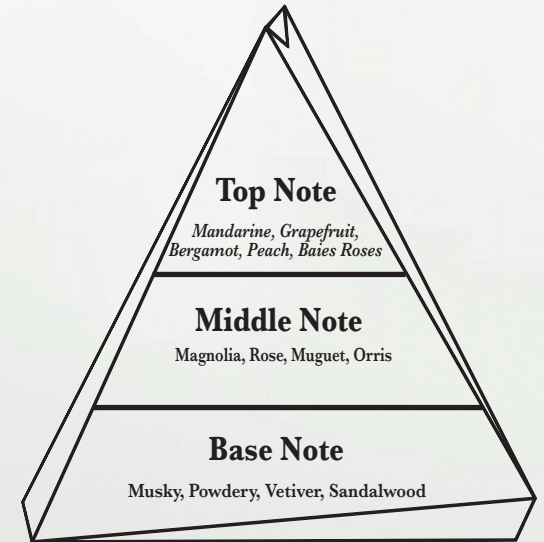 Top Note
Mandarine, Grapefruit,
Bergamot, Peach, Baies Roses
Middle Note
Magnolia, Rose, Muguet, Orris
Base Note
Musky, Powdery, Vetiver, Sandalwood